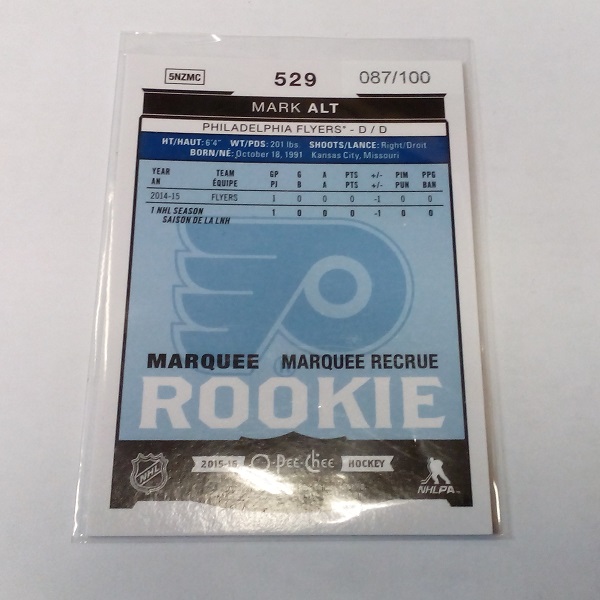 5NZMC 529 087/100
MARK ALT
PHILADELPHIA FLYERS® - D / D
HT/HAUT: 6'4" WT/PDS: 201 lbs SHOOTS/LANCE: Right/Droit
BORN/NÉ: October 18, 1991 Kansas City, Missouri
YEAR TEAM GP G A PTS +/- PIM PPG
AN ÉQUIPE PJ B A PTS +/- PUN BAN
2014-15 FLYERS 1 0 0 0 -1 0 0
1 NHL SEASON 1 0 0 0 -1 0 0
SAISON DE LA LNH
MARQUEE MARQUEE RECRUE
ROOKIE
NHL 2015-16 O-Pee-Chee HOCKEY
NHLPA